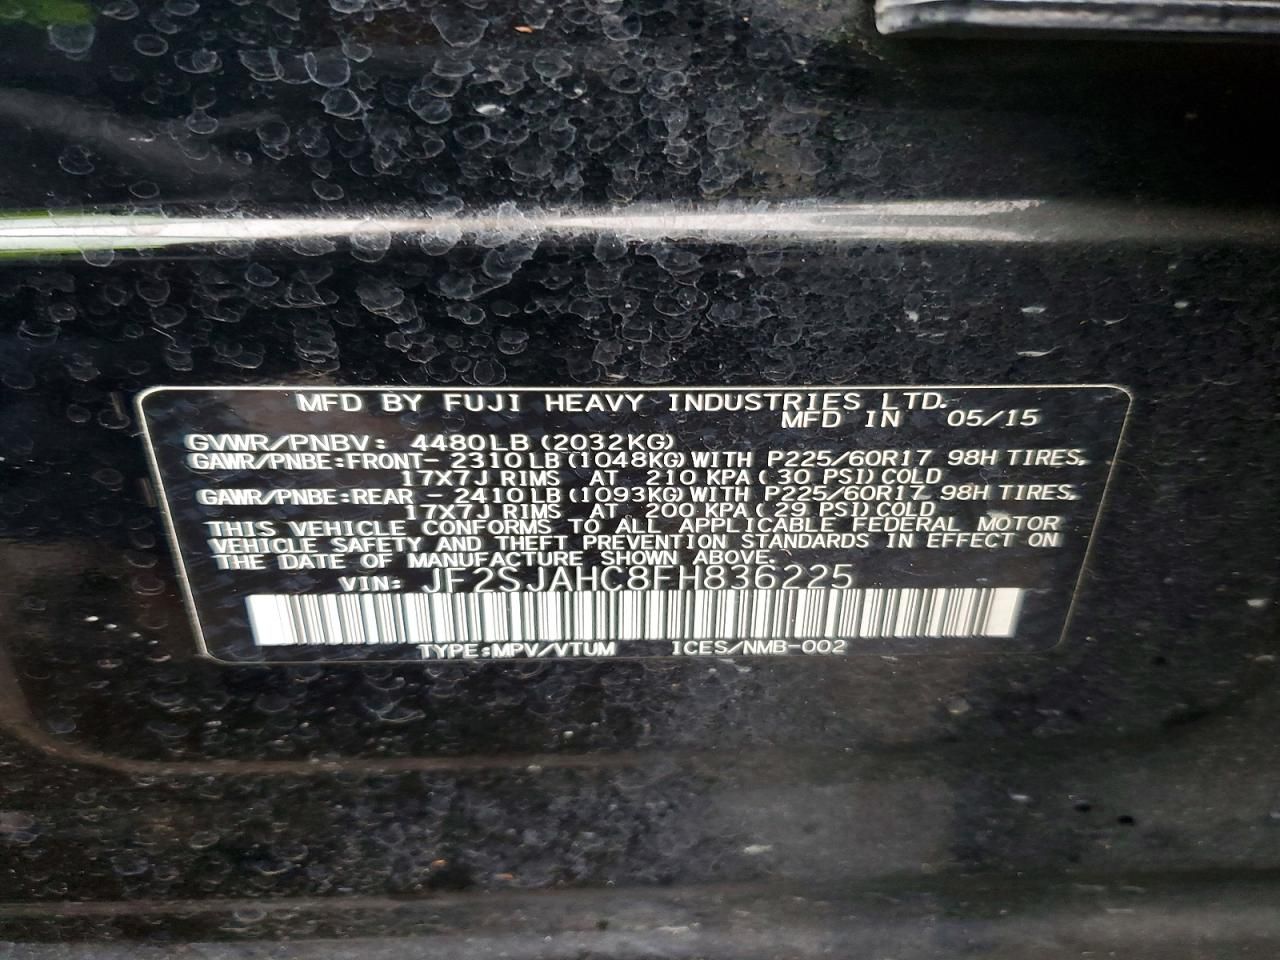 MFD BY FUJI HEAVY INDUSTRIES LTD.
MFD IN 05/15
GVWR/PNBV: 4480LB(2032KG)
GAWR/PNBE:FRONT- 2310LB(1048KG)WITH P225/60R17 98H TIRES,
17X7J RIMS AT 210 KPA(30 PSI)COLD
GAWR/PNBE:REAR - 2410LB(1093KG)WITH P225/60R17 98H TIRES,
17X7J RIMS AT 200 KPA(29 PSI)COLD
THIS VEHICLE CONFORMS TO ALL APPLICABLE FEDERAL MOTOR
VEHICLE SAFETY AND THEFT PREVENTION STANDARDS IN EFFECT ON
THE DATE OF MANUFACTURE SHOWN ABOVE.
VIN: JF2SJAHC8FH836225
TYPE:MPV/VTUM ICES/NMB-002